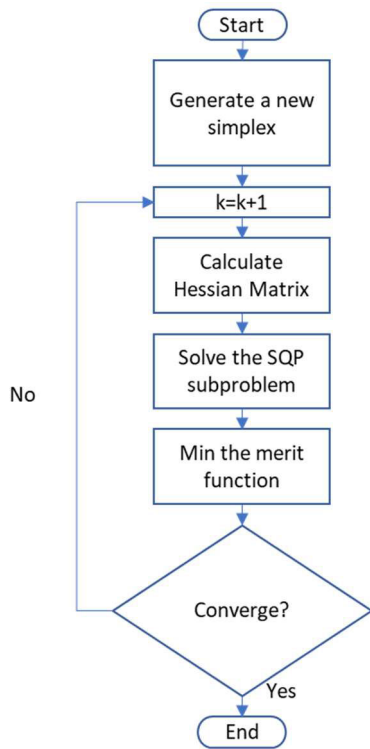 Start
Generate a new
simplex
k=k+1
Calculate
Hessian Matrix
Solve the SQP
subproblem
No
Min the merit
function
Converge?
Yes
End